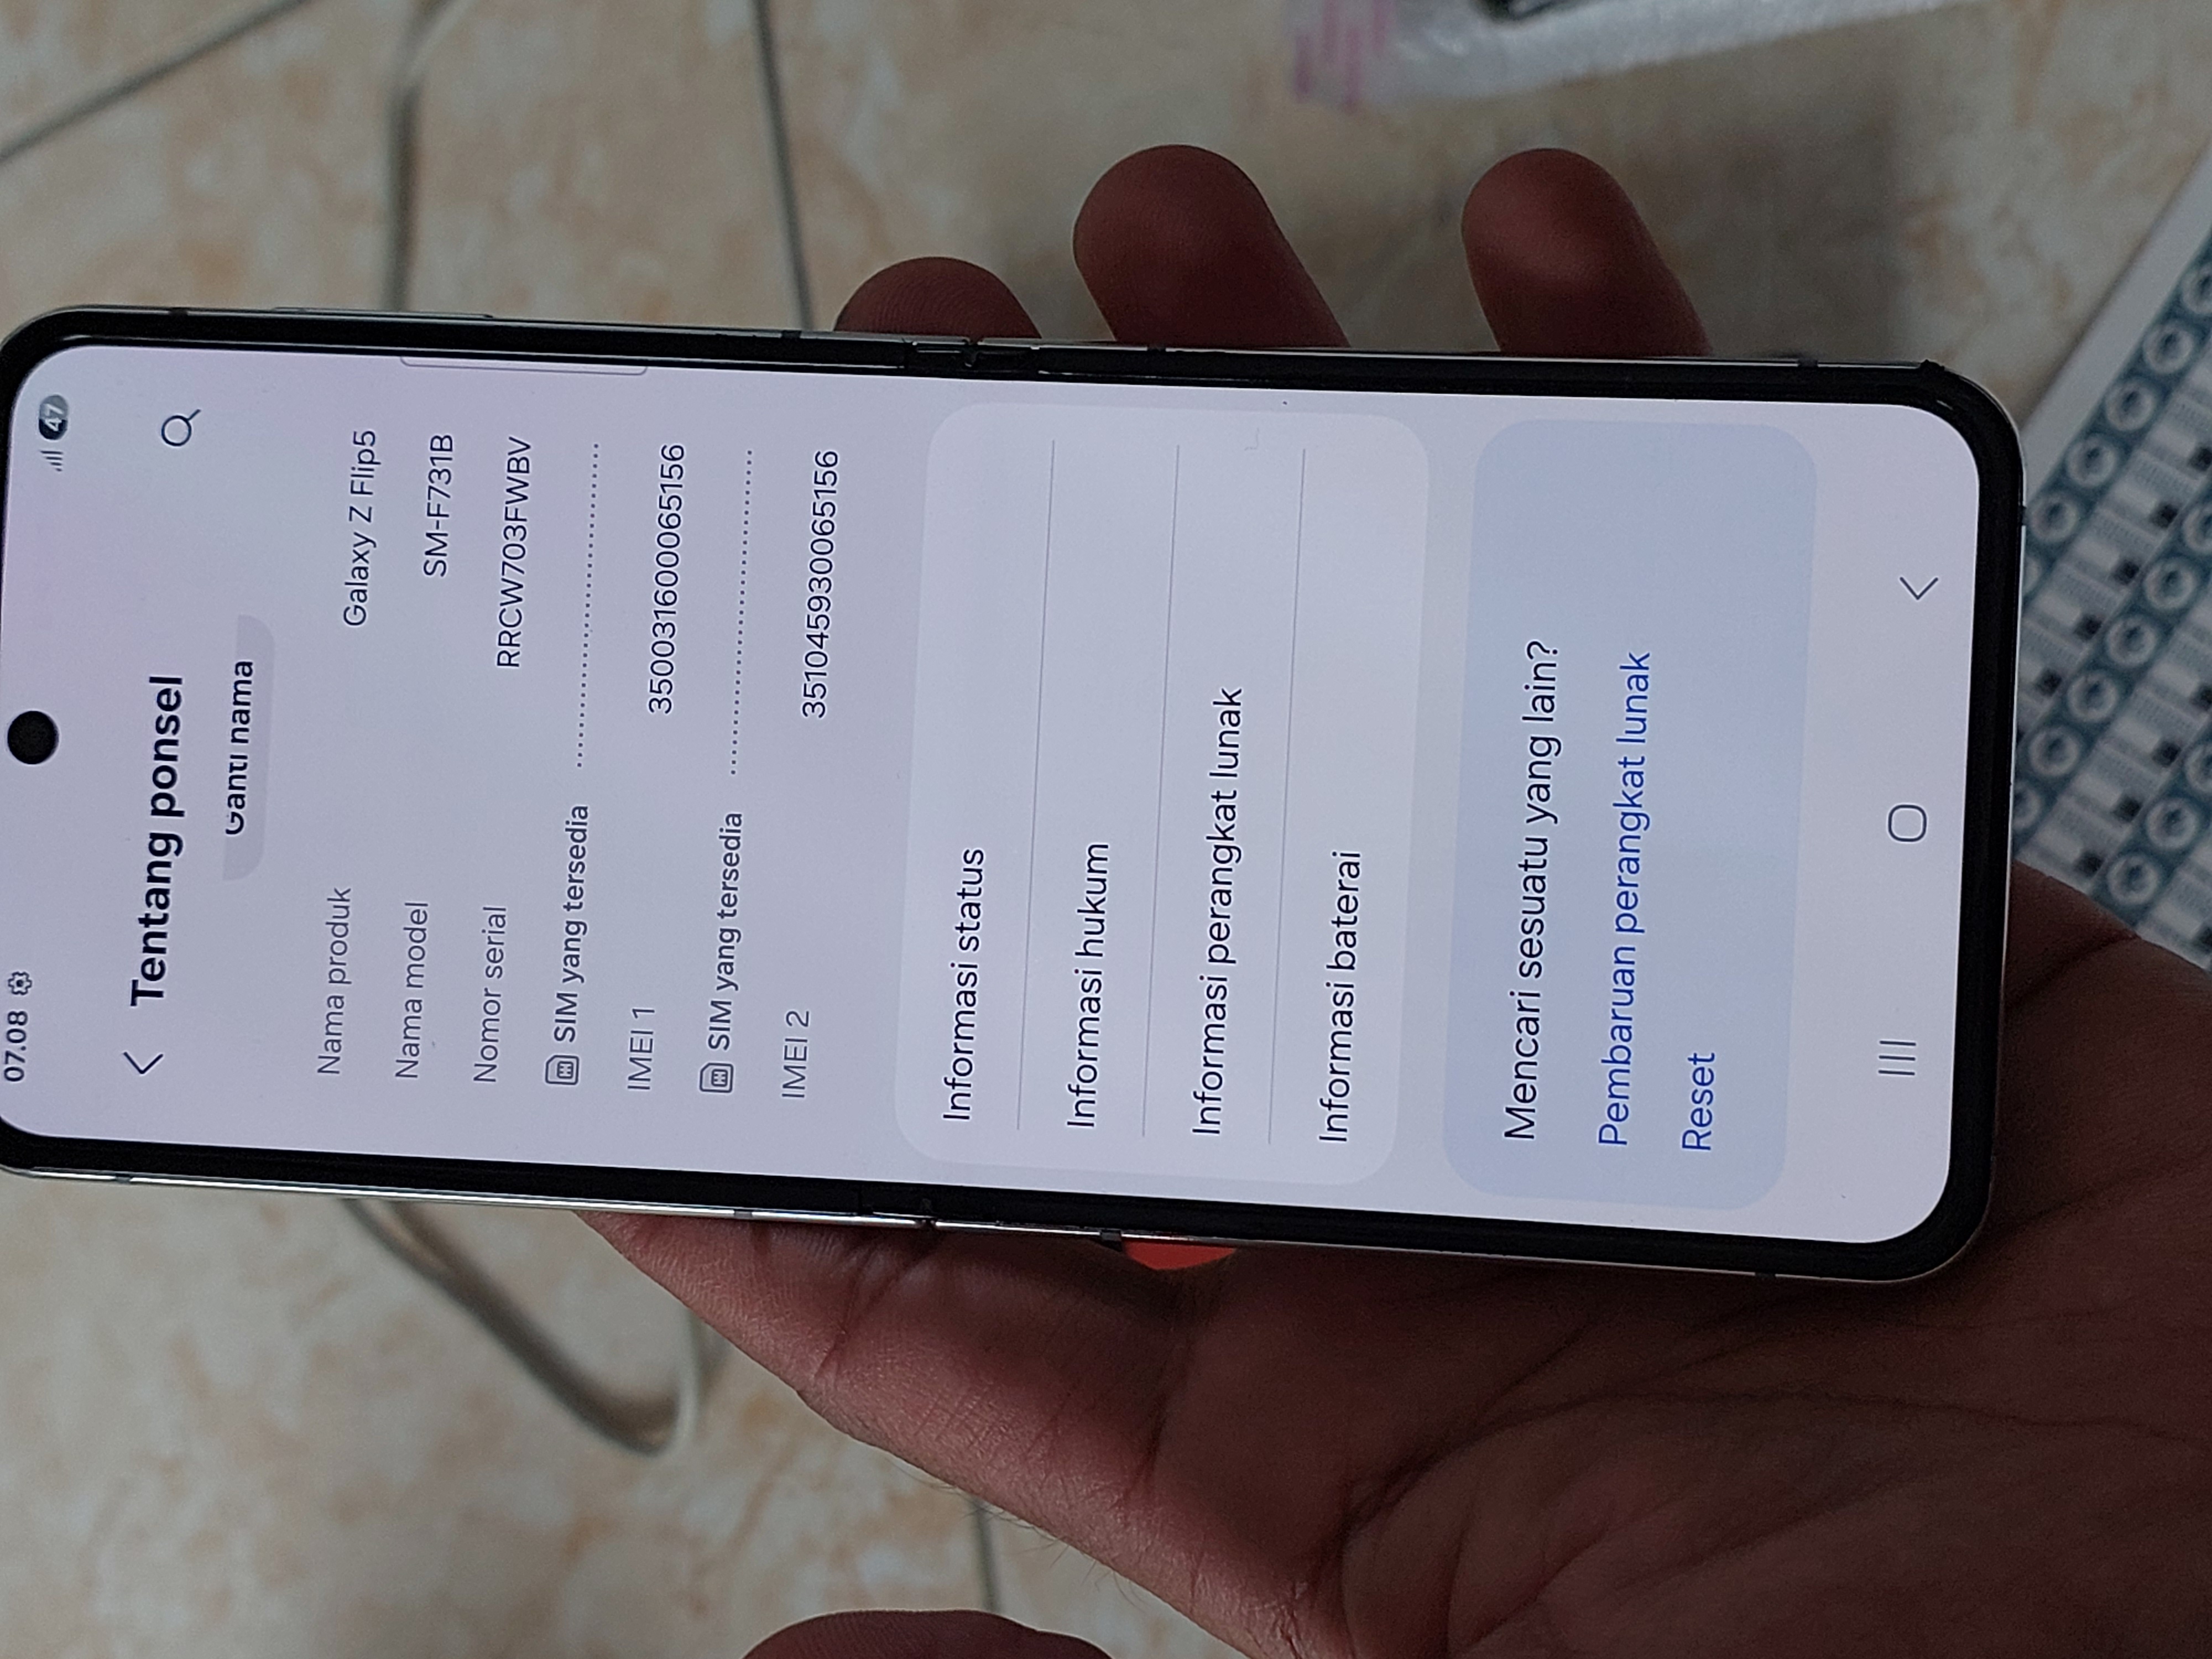 07.08
47
Tentang ponsel
Ganti nama
Nama produk Galaxy Z Flip5
Nama model SM-F731B
Nomor serial RRCW703FWBV
SIM yang tersedia
IMEI 1 350031600065156
SIM yang tersedia
IMEI 2 351045930065156
Informasi status
Informasi hukum
Informasi perangkat lunak
Informasi baterai
Mencari sesuatu yang lain?
Pembaruan perangkat lunak
Reset